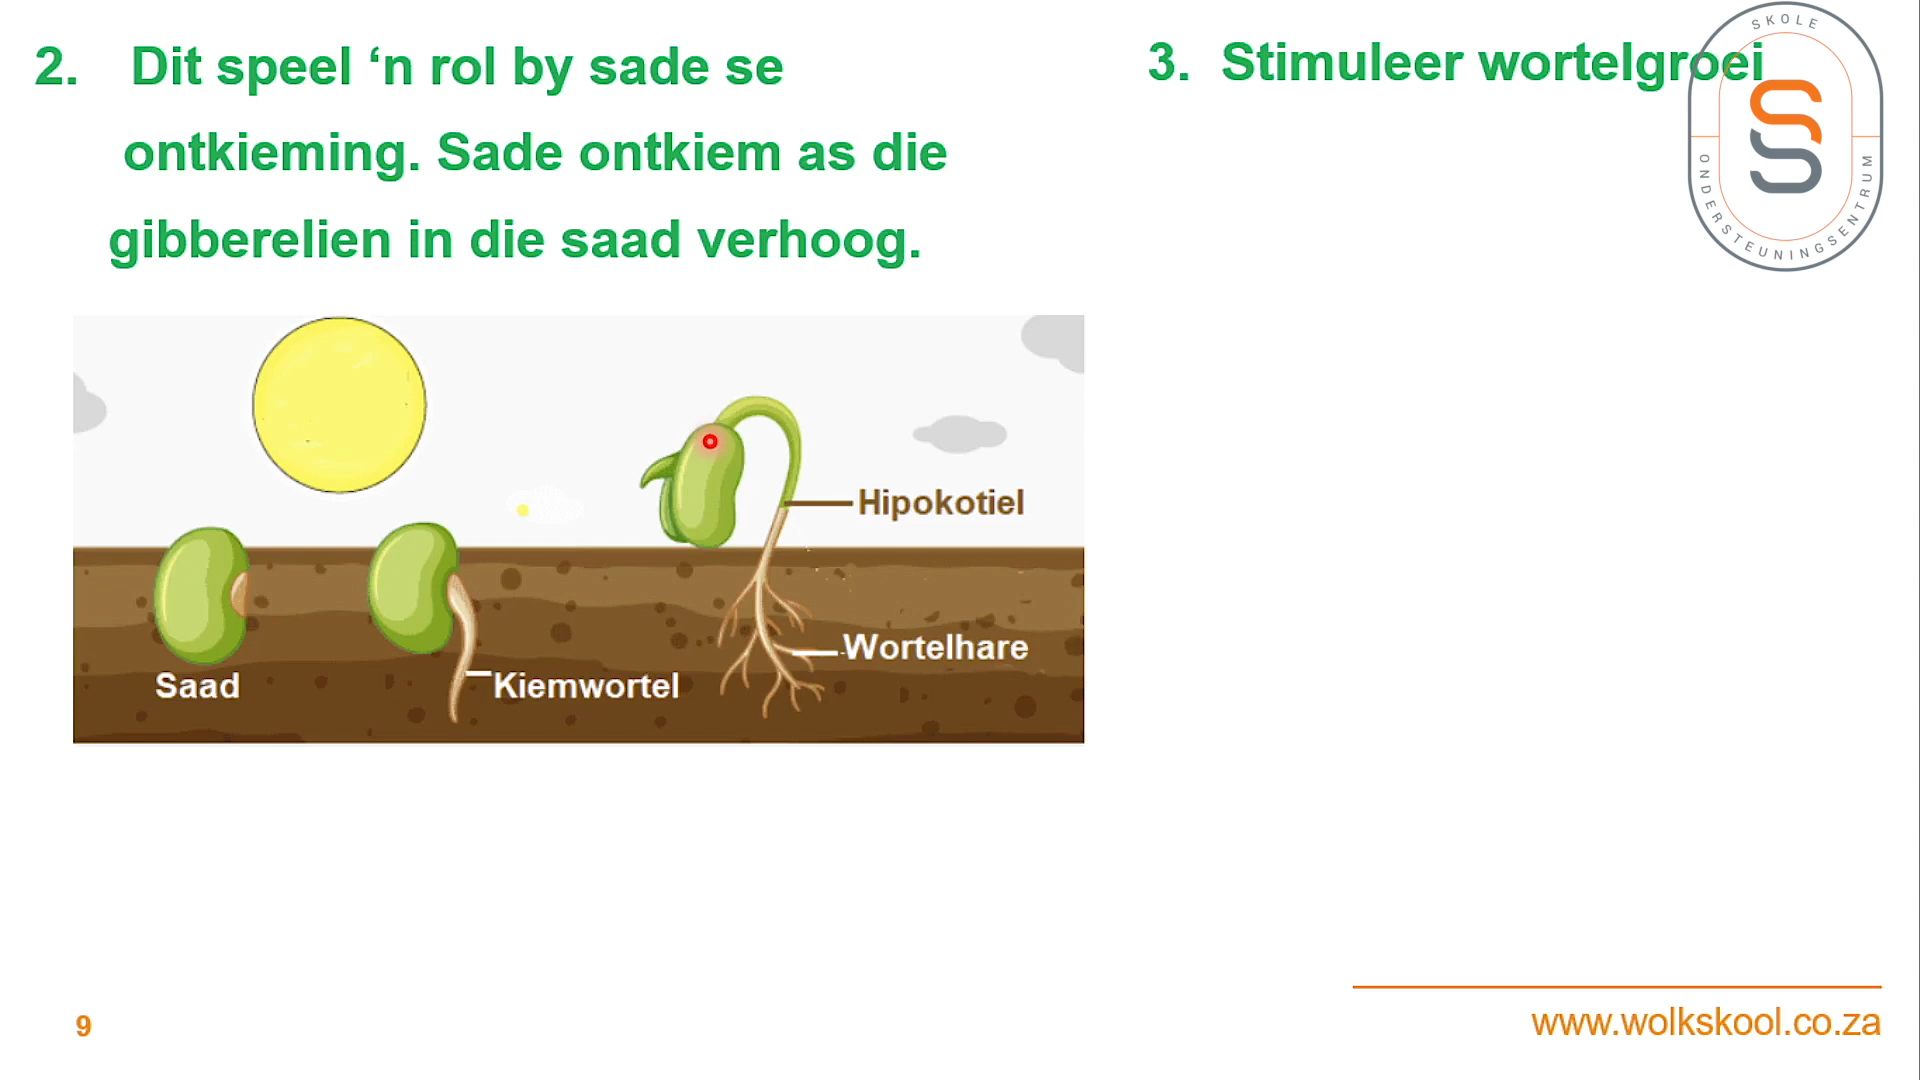 2. Dit speel ‘n rol by sade se
ontkieming. Sade ontkiem as die
gibberelien in die saad verhoog.
3. Stimuleer wortelgroei
SKOLE
ONDERSTEUNINGSENTRUM
Hipokotiel
Wortelhare
Saad
Kiemwortel
9
www.wolkskool.co.za